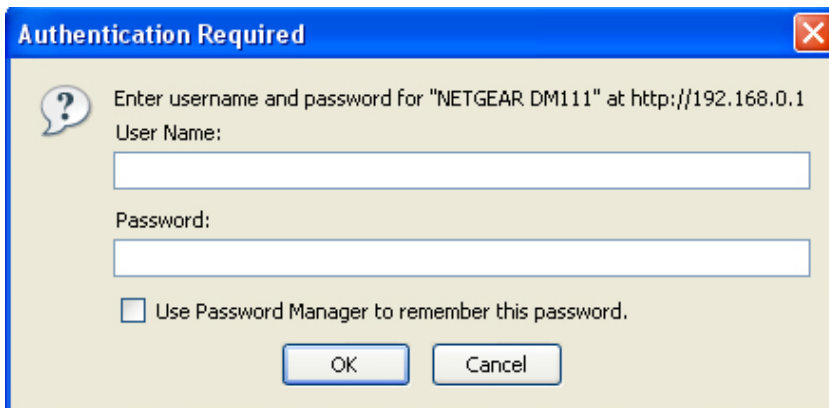 Authentication Required
Enter username and password for "NETGEAR DM111" at http://192.168.0.1
User Name:
Password:
Use Password Manager to remember this password.
OK Cancel